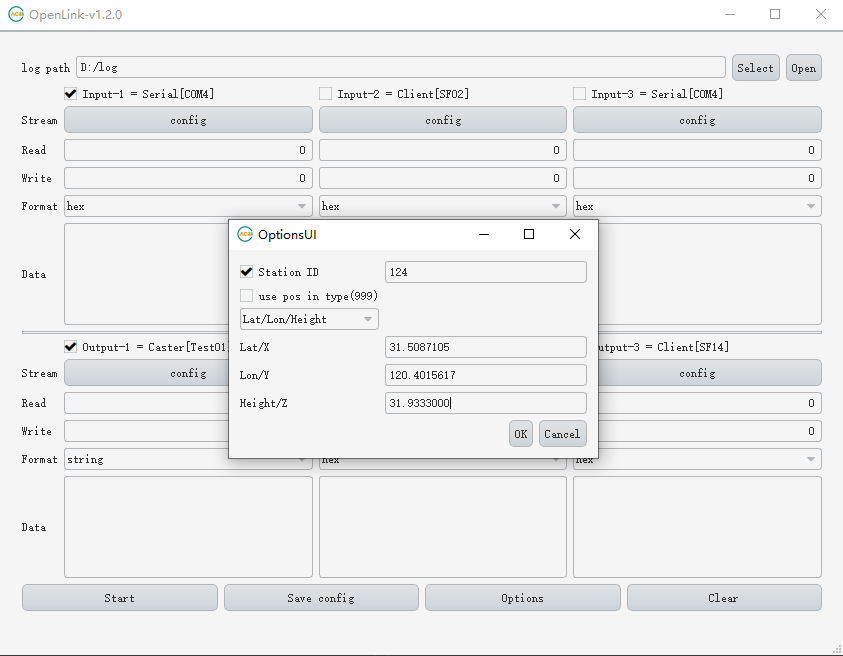 OpenLink-v1.2.0
log path D:/log Select Open
Input-1 = Serial[COM4] Input-2 = Client[SF02] Input-3 = Serial[COM4]
Stream config config config
Read 0 0 0
Write 0 0 0
Format hex hex hex
OptionsUI
Station ID 124
use pos in type(999)
Lat/Lon/Height
Lat/X 31.5087105
Lon/Y 120.4015617
Height/Z 31.9333000
OK Cancel
Data
Output-1 = Caster[Test01] utput-3 = Client[SF14]
Stream config config
Read 0
Write 0
Format string hex hex
Data
Start Save config Options Clear